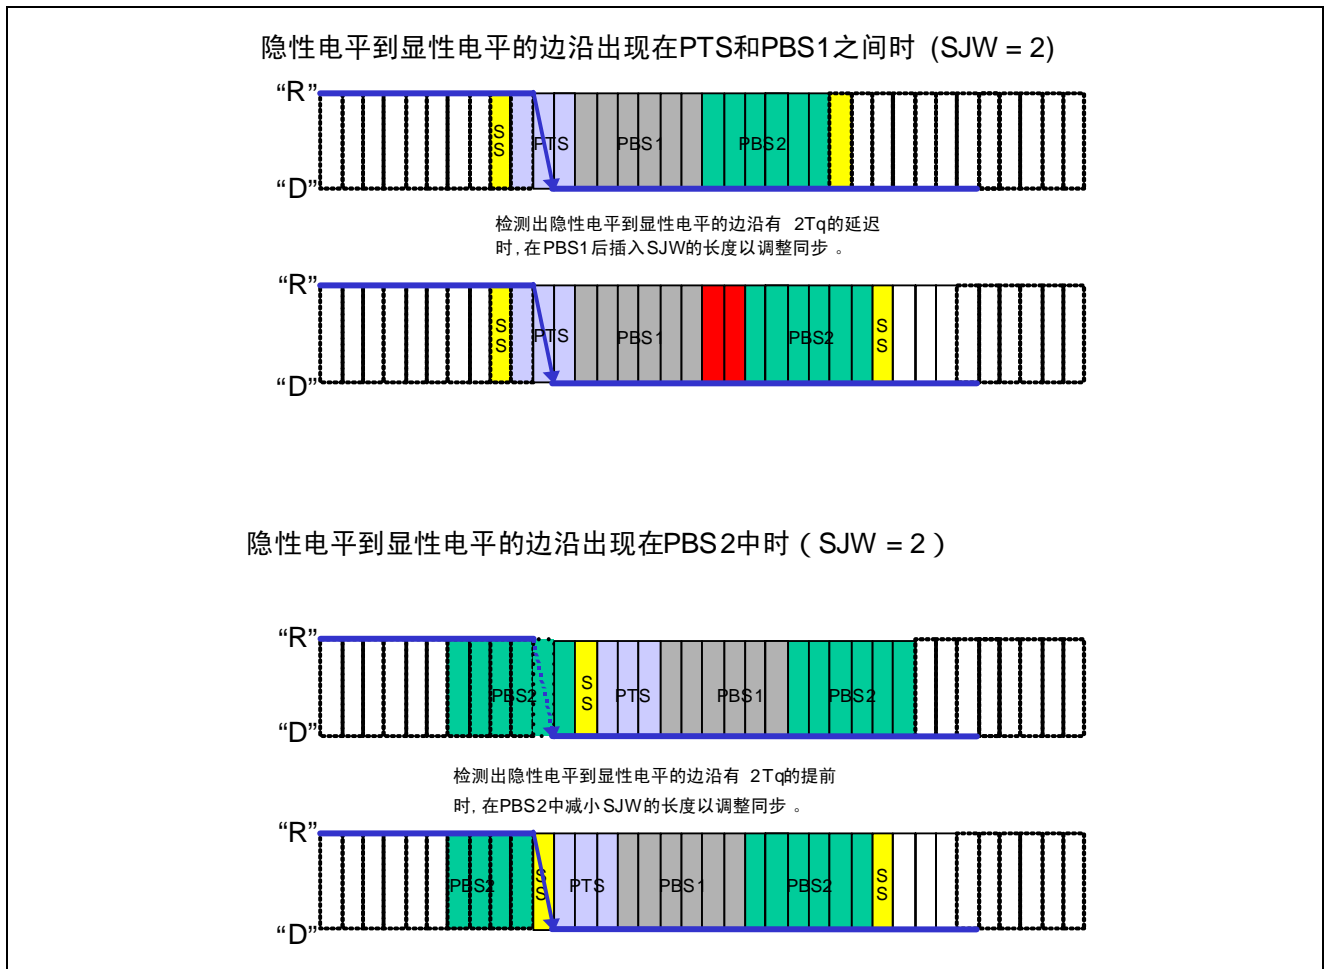 隐性电平到显性电平的边沿出现在PTS和PBS1之间时 (SJW = 2)
“R”
SS PTS PBS1 PBS2
“D”
检测出隐性电平到显性电平的边沿有 2Tq的延迟
时,在PBS1后插入SJW的长度以调整同步 。
“R”
SS PTS PBS1 PBS2 SS
“D”
隐性电平到显性电平的边沿出现在PBS2中时 ( SJW = 2 )
“R”
PBS2 SS PTS PBS1 PBS2
“D”
检测出隐性电平到显性电平的边沿有 2Tq的提前
时,在PBS2中减小SJW的长度以调整同步 。
“R”
PBS2 SS PTS PBS1 PBS2 SS
“D”